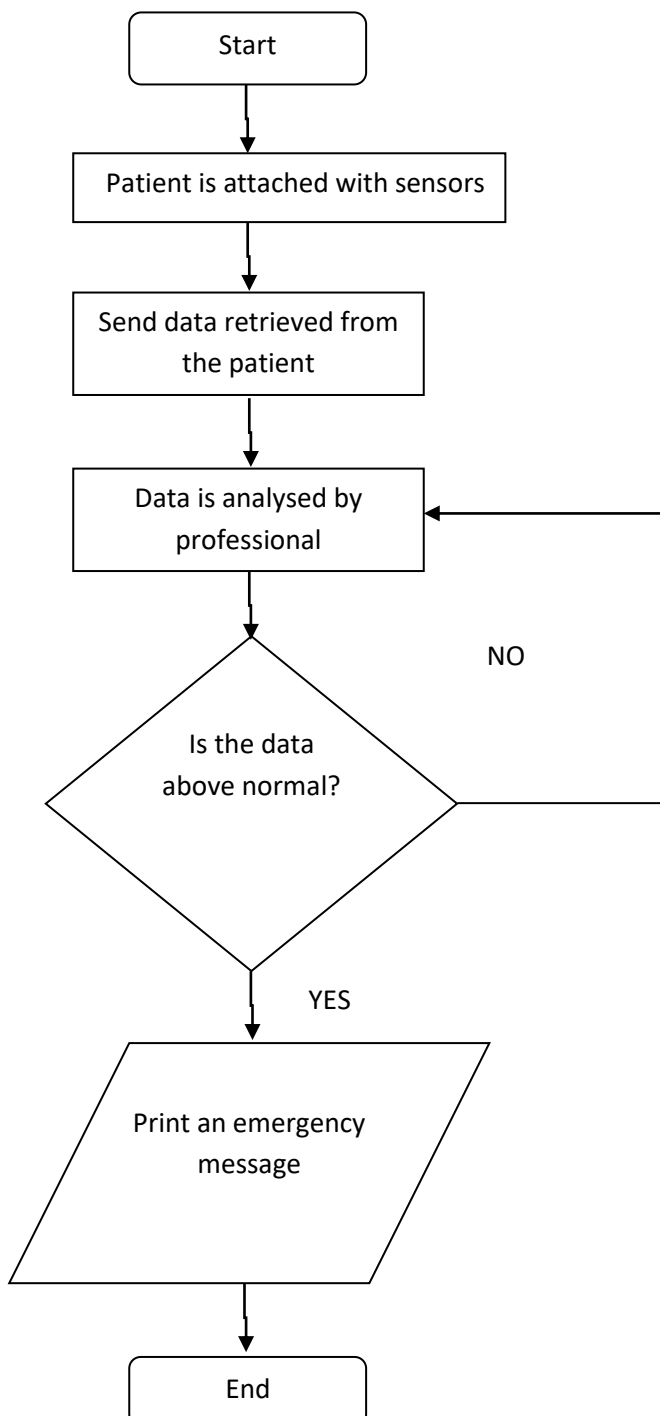 Start
Patient is attached with sensors
Send data retrieved from
the patient
Data is analysed by
professional
NO
Is the data
above normal?
YES
Print an emergency
message
End